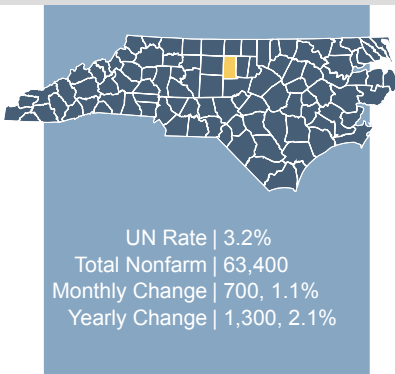 UN Rate | 3.2%
Total Nonfarm | 63,400
Monthly Change | 700, 1.1%
Yearly Change | 1,300, 2.1%